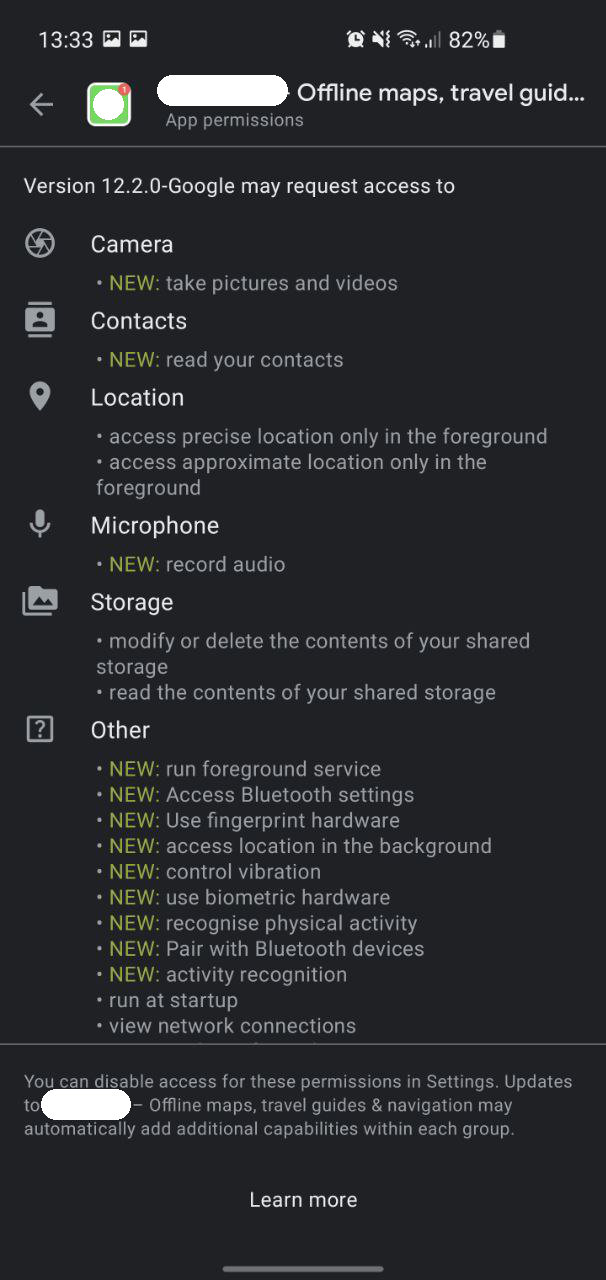 13:33 82%
1 Offline maps, travel guid...
App permissions
Version 12.2.0-Google may request access to
Camera
• NEW: take pictures and videos
Contacts
• NEW: read your contacts
Location
• access precise location only in the foreground
• access approximate location only in the
foreground
Microphone
• NEW: record audio
Storage
• modify or delete the contents of your shared
storage
• read the contents of your shared storage
? Other
• NEW: run foreground service
• NEW: Access Bluetooth settings
• NEW: Use fingerprint hardware
• NEW: access location in the background
• NEW: control vibration
• NEW: use biometric hardware
• NEW: recognise physical activity
• NEW: Pair with Bluetooth devices
• NEW: activity recognition
• run at startup
• view network connections
You can disable access for these permissions in Settings. Updates
to – Offline maps, travel guides & navigation may
automatically add additional capabilities within each group.
Learn more